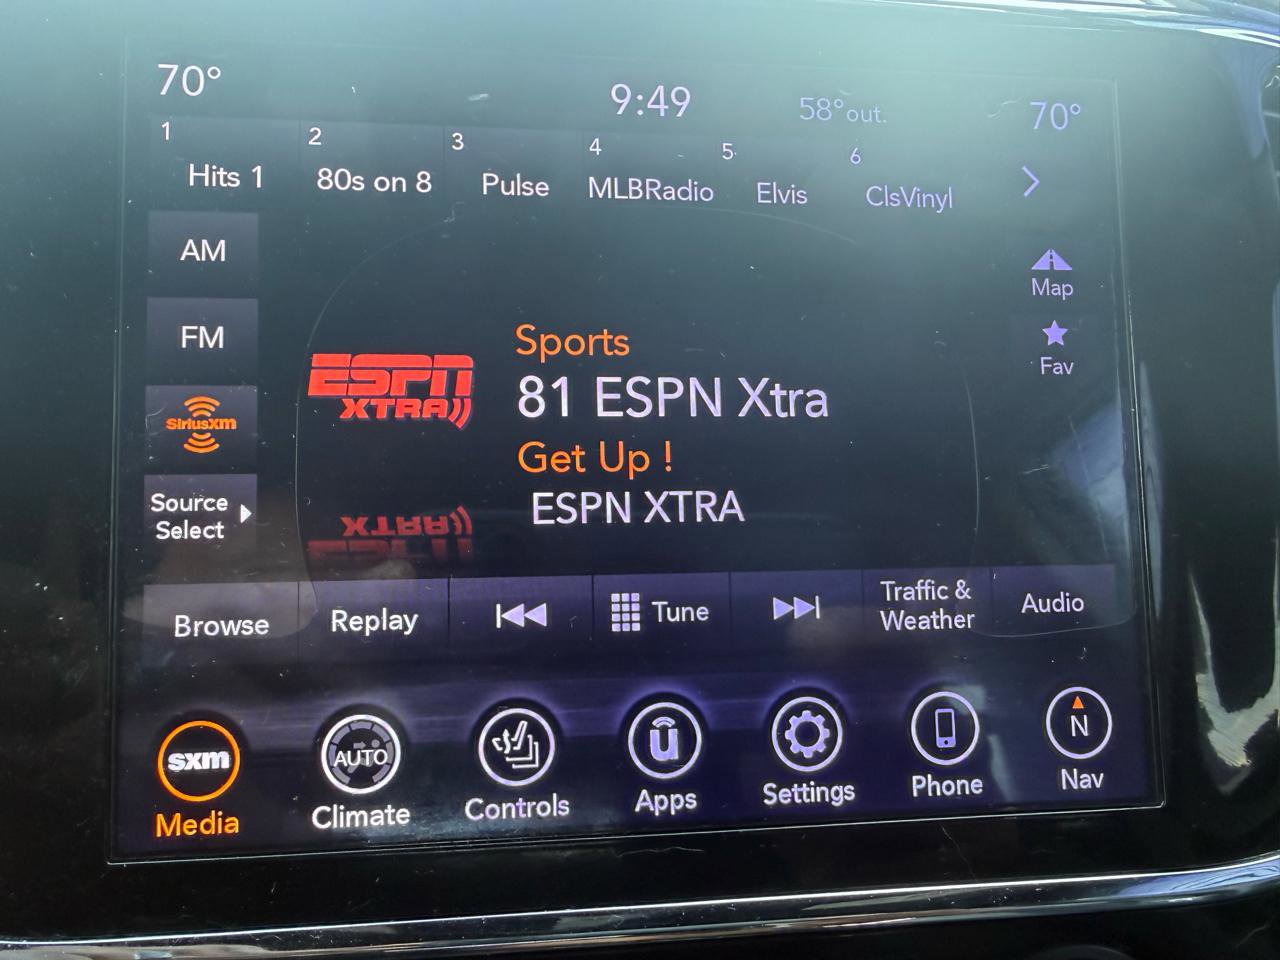 70°
9:49
58°out.
70°
1
2
3
4
5
6
Hits 1
80s on 8
Pulse
MLBRadio
Elvis
ClsVinyl
AM
FM
SiriusXM
Source
Select
ESPN
XTRA
Sports
81 ESPN Xtra
Get Up !
ESPN XTRA
Map
Fav
Browse
Replay
Tune
Traffic &
Weather
Audio
sxm
Media
AUTO
Climate
Controls
u
Apps
Settings
Phone
N
Nav